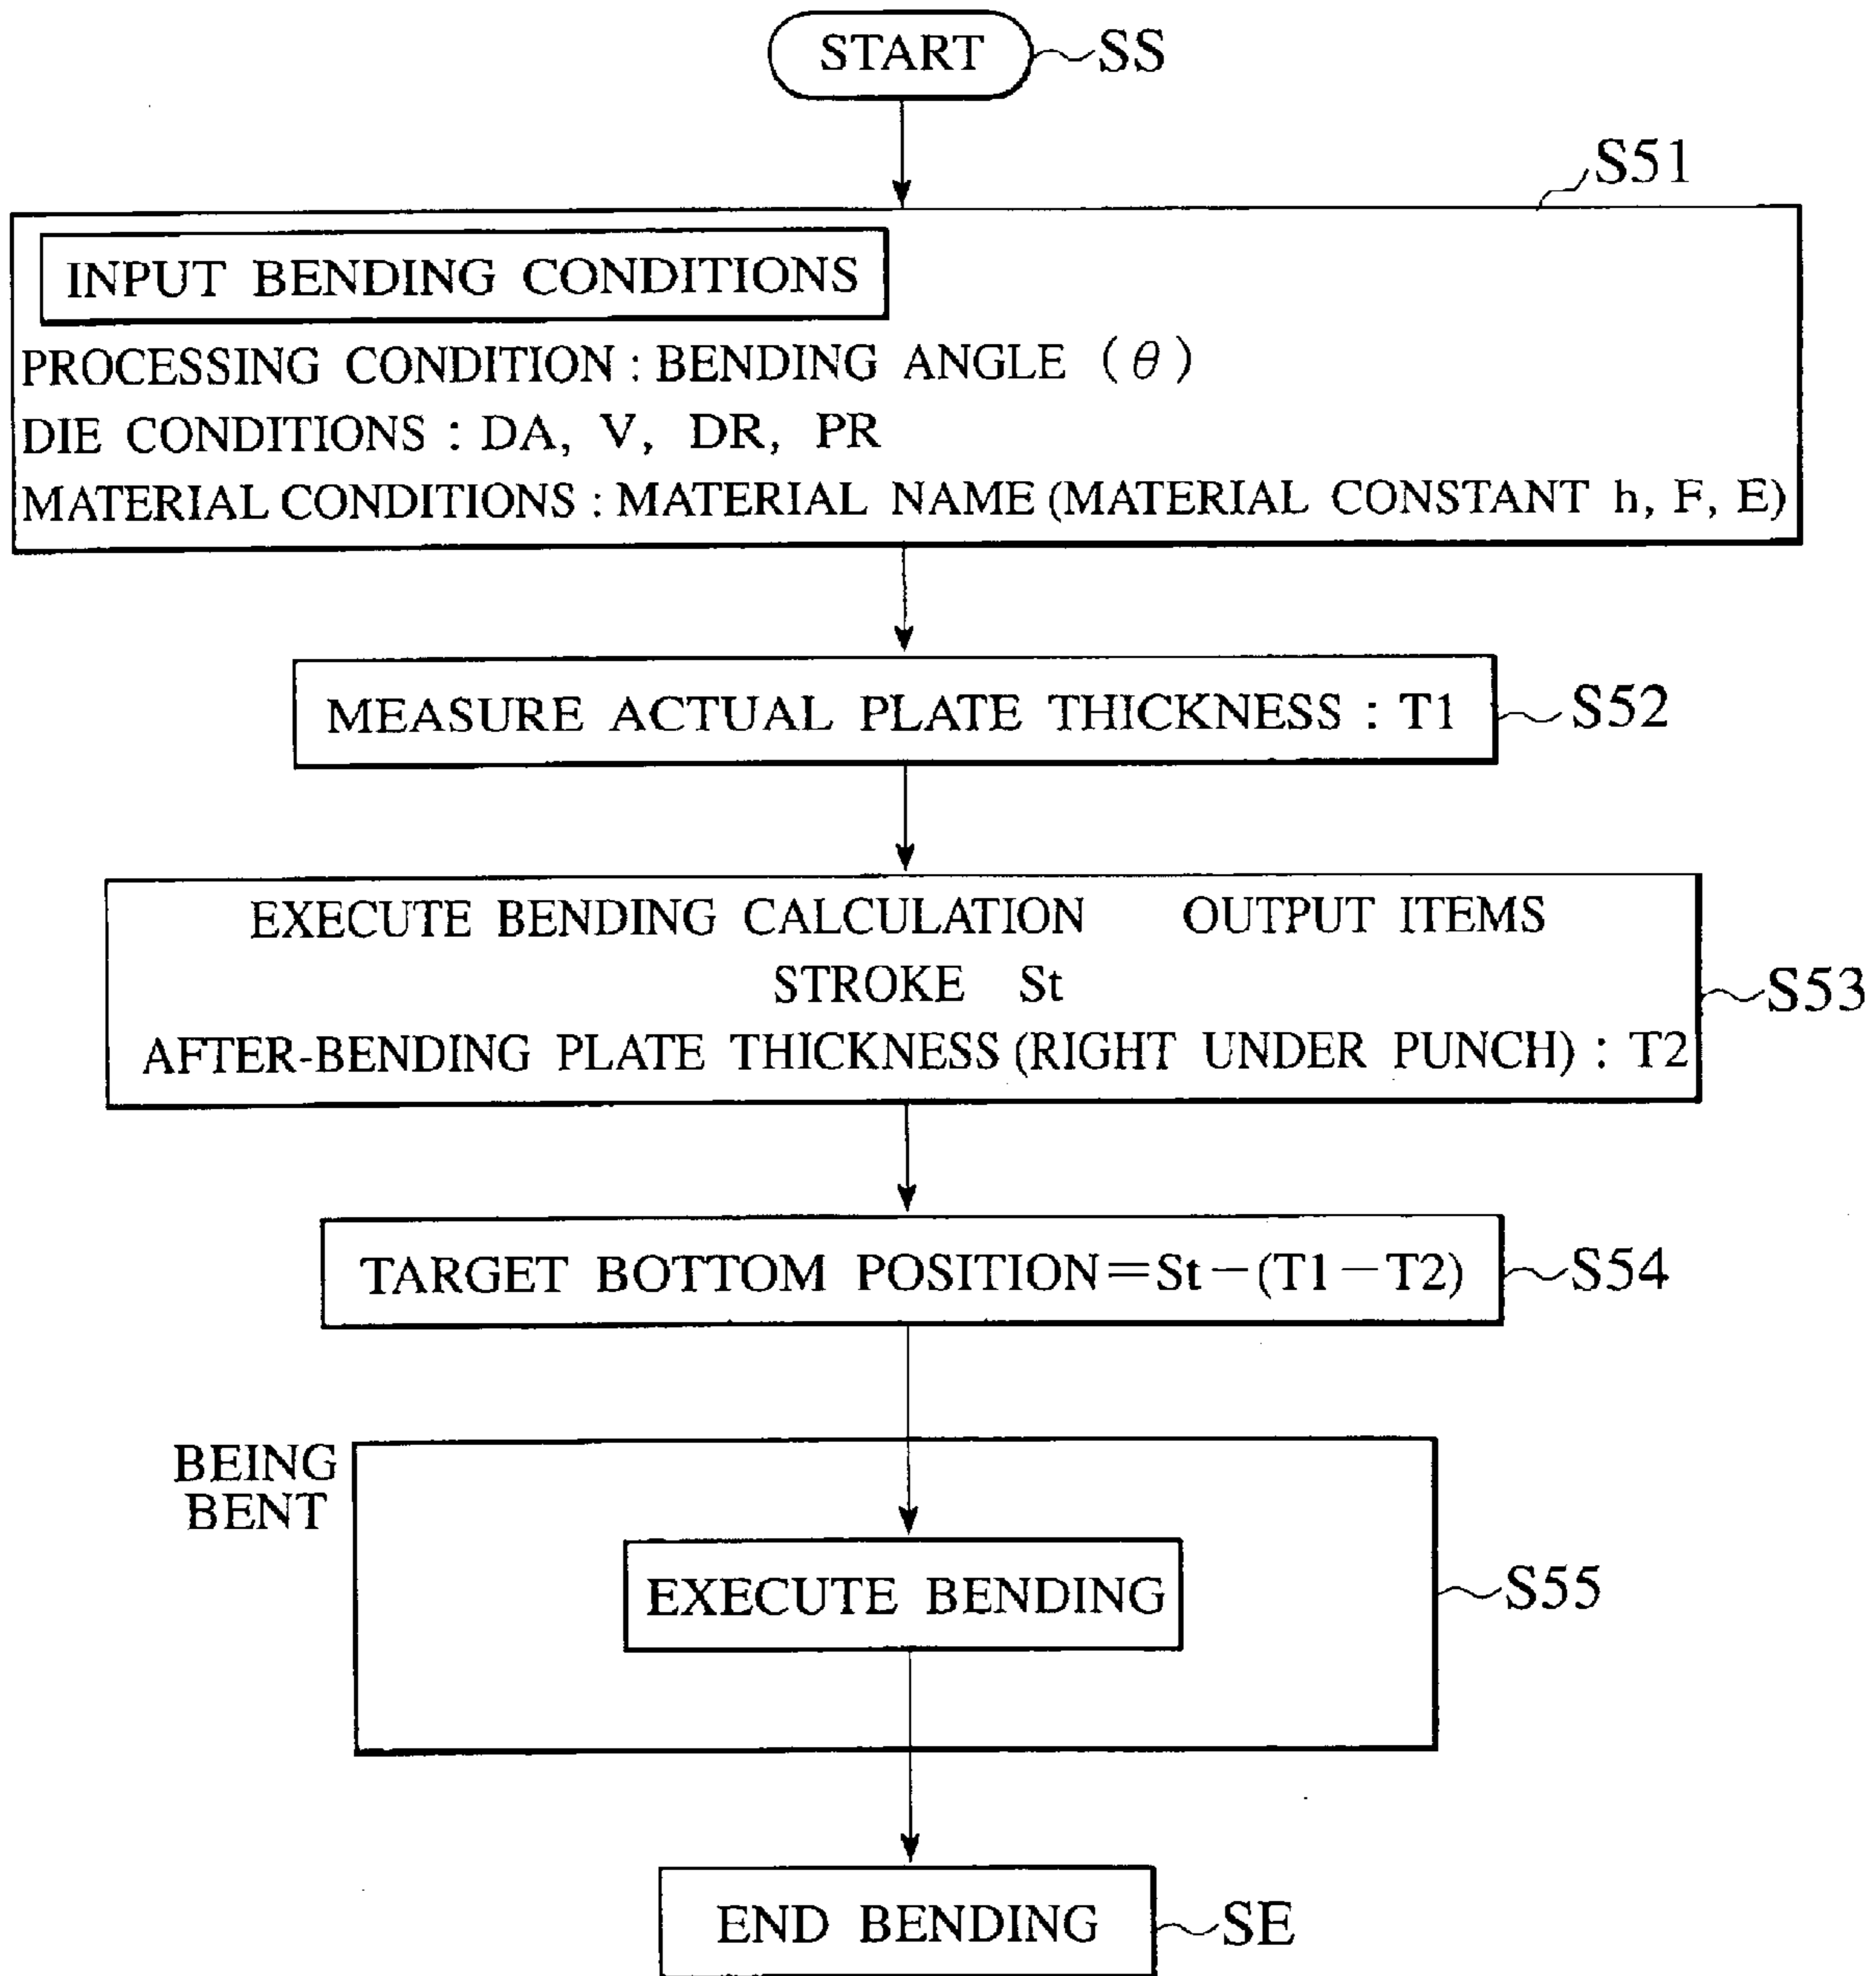 START SS
S51
INPUT BENDING CONDITIONS
PROCESSING CONDITION : BENDING ANGLE (θ)
DIE CONDITIONS : DA, V, DR, PR
MATERIAL CONDITIONS : MATERIAL NAME (MATERIAL CONSTANT h, F, E)
MEASURE ACTUAL PLATE THICKNESS : T1 S52
EXECUTE BENDING CALCULATION OUTPUT ITEMS
STROKE St
S53
AFTER-BENDING PLATE THICKNESS (RIGHT UNDER PUNCH) : T2
TARGET BOTTOM POSITION=St-(T1-T2) S54
BEING
BENT
EXECUTE BENDING S55
END BENDING SE